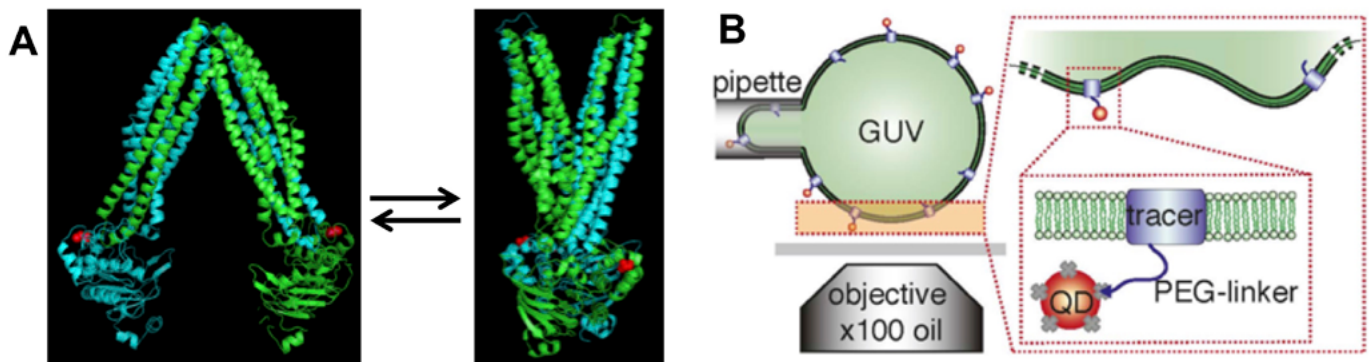 A
B
pipette
GUV
objective
x100 oil
tracer
QD
PEG-linker